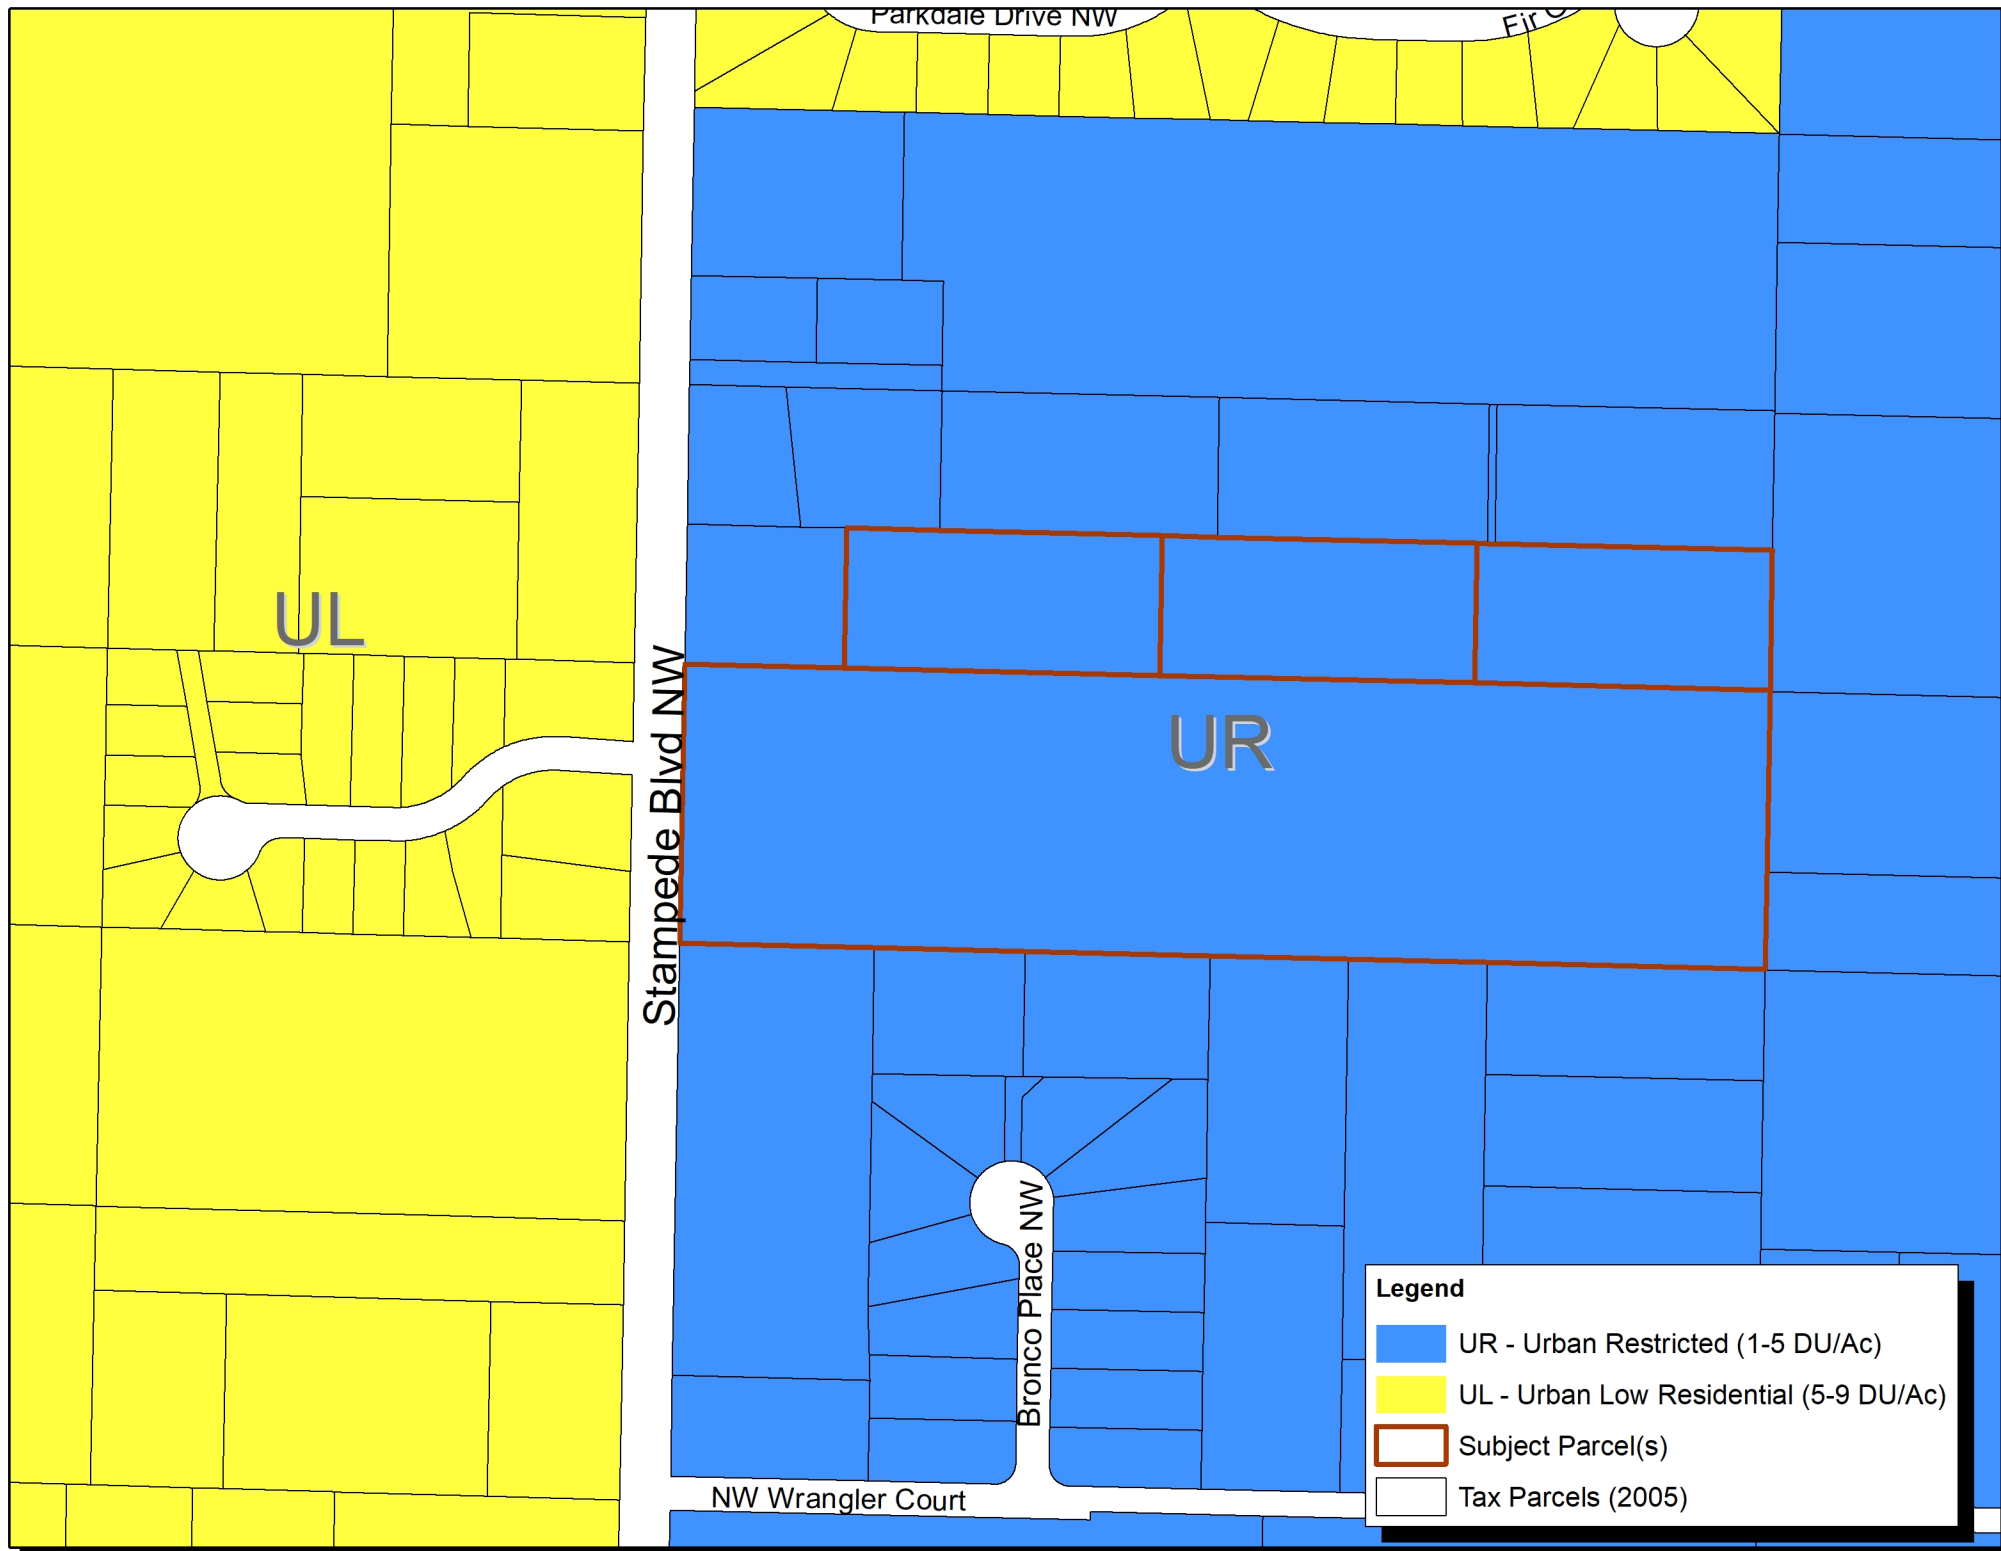 Parkdale Drive NW
Fir
UL
Stampede Blvd NW
UR
Bronco Place NW
NW Wrangler Court
Legend
UR - Urban Restricted (1-5 DU/Ac)
UL - Urban Low Residential (5-9 DU/Ac)
Subject Parcel(s)
Tax Parcels (2005)